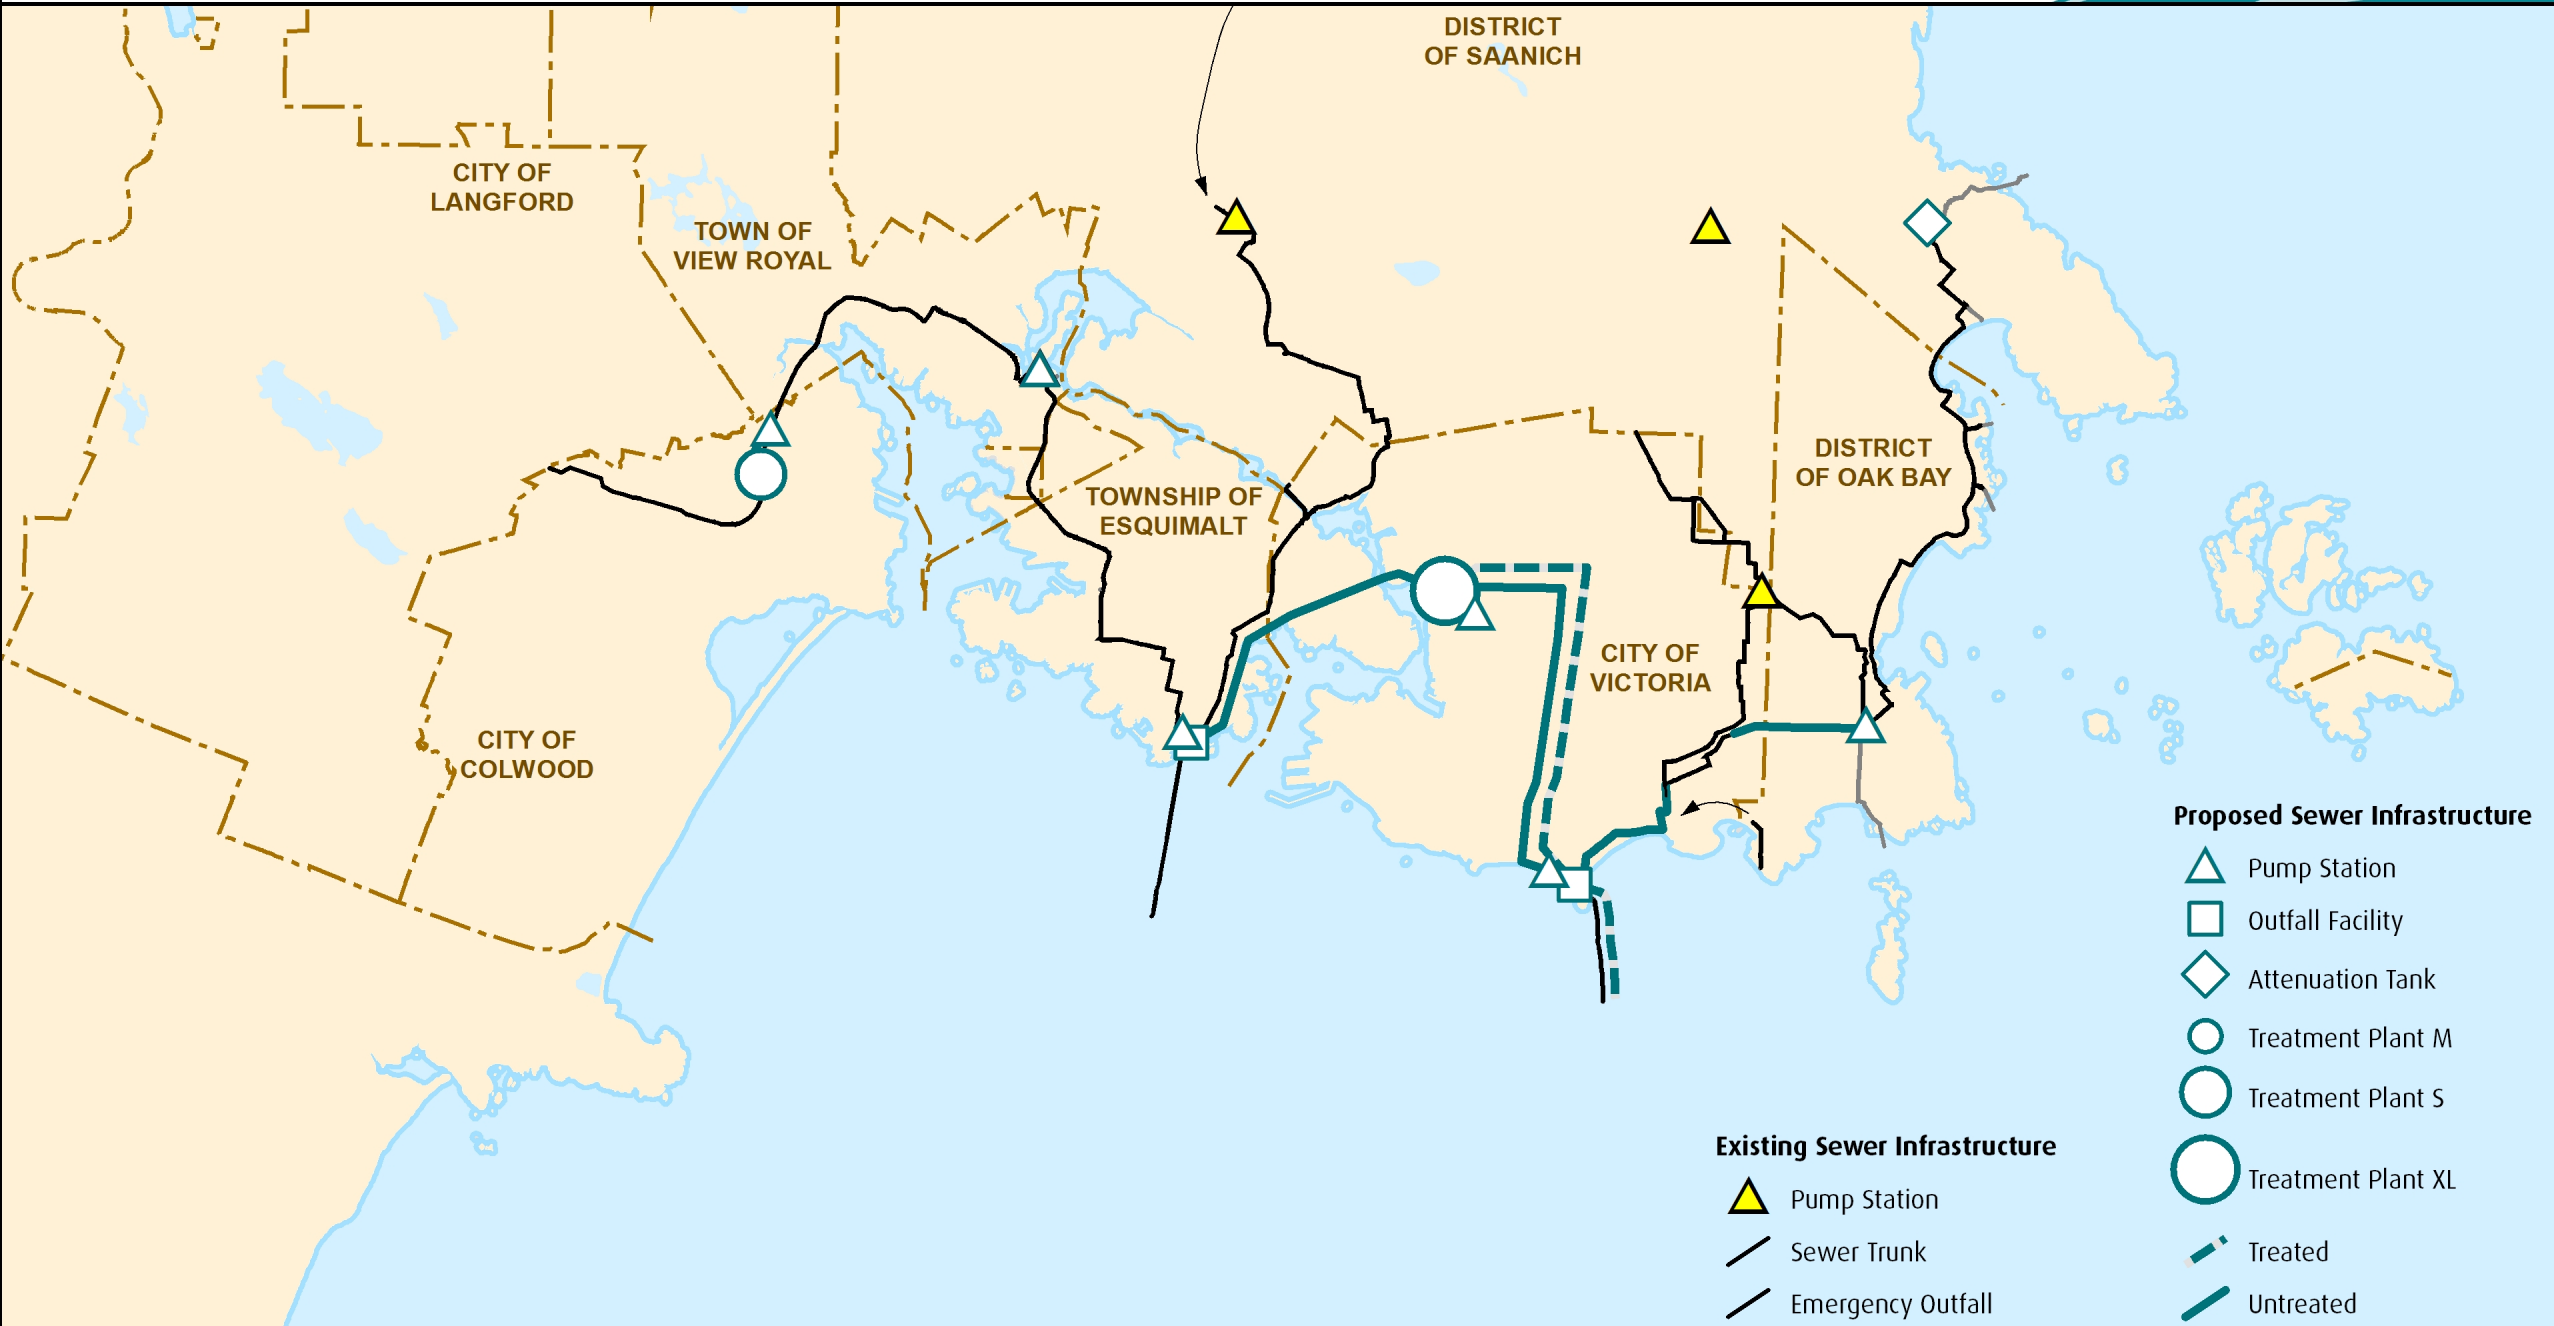 DISTRICT
OF SAANICH
CITY OF
LANGFORD
TOWN OF
VIEW ROYAL
DISTRICT
OF OAK BAY
TOWNSHIP OF
ESQUIMALT
CITY OF
VICTORIA
CITY OF
COLWOOD
Proposed Sewer Infrastructure
Pump Station
Outfall Facility
Attenuation Tank
Treatment Plant M
Treatment Plant S
Treatment Plant XL
Treated
Untreated
Existing Sewer Infrastructure
Pump Station
Sewer Trunk
Emergency Outfall